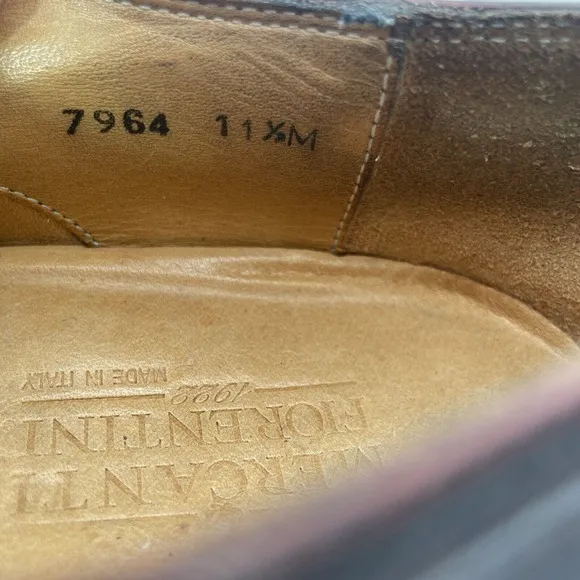 7964 11½M
MERCANTI
FIORENTINI
1922
MADE IN ITALY